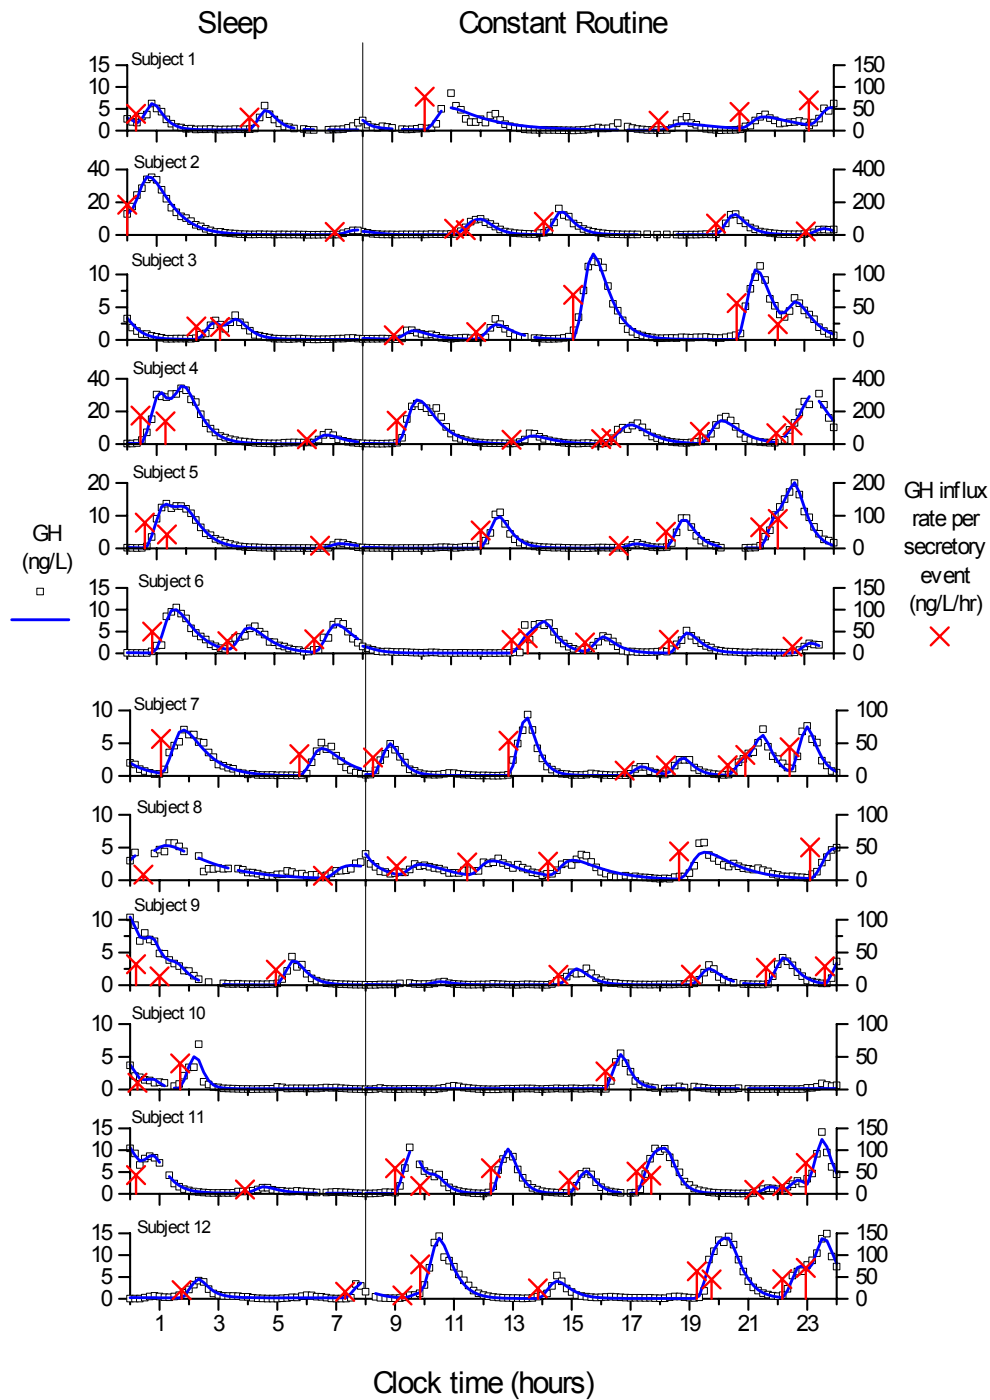 Sleep Constant Routine
Subject 1
15 150
10 100
5 50
0 0
Subject 2
40 400
20 200
0 0
Subject 3
10 100
5 50
0 0
Subject 4
40 400
20 200
0 0
Subject 5
20 200
10 100
0 0
GH
(ng/L)
GH influx
rate per
secretory
event
(ng/L/hr)
Subject 6
15 150
10 100
5 50
0 0
Subject 7
10 100
5 50
0 0
Subject 8
10 100
5 50
0 0
Subject 9
10 100
5 50
0 0
Subject 10
10 100
5 50
0 0
Subject 11
15 150
10 100
5 50
0 0
Subject 12
15 150
10 100
5 50
0 0
1 3 5 7 9 11 13 15 17 19 21 23
Clock time (hours)